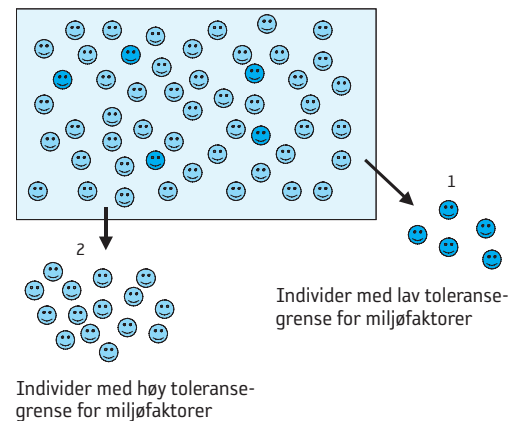 1
2
Individer med lav toleranse-
grense for miljøfaktorer
Individer med høy toleranse-
grense for miljøfaktorer